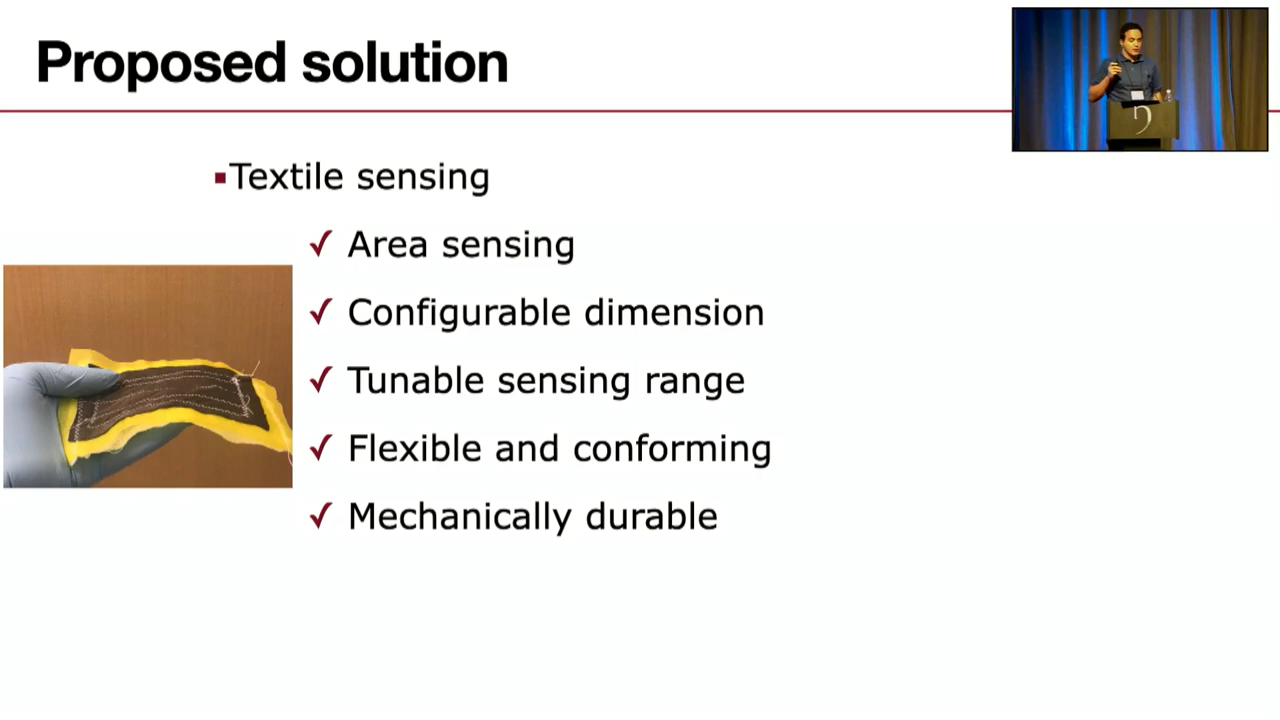 Proposed solution
▪Textile sensing
✓ Area sensing
✓ Configurable dimension
✓ Tunable sensing range
✓ Flexible and conforming
✓ Mechanically durable